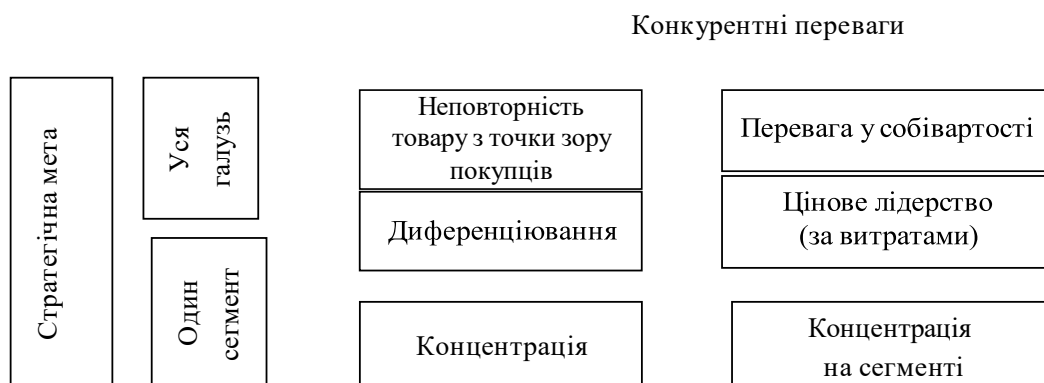 Конкурентні переваги
Стратегічна мета
Уся
галузь
Неповторність
товару з точки зору
покупців
Перевага у собівартості
Диференціювання
Цінове лідерство
(за витратами)
Один
сегмент
Концентрація
Концентрація
на сегменті